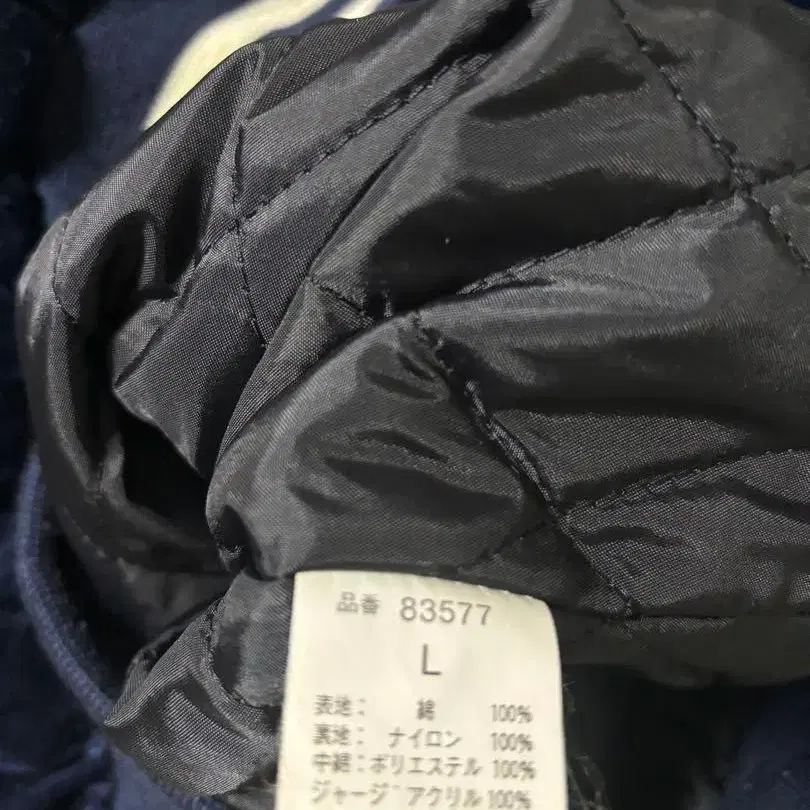 品番 83577
L
表地： 綿 100%
裏地： ナイロン 100%
中綿：ポリエステル 100%
ジャージ アクリル 100%